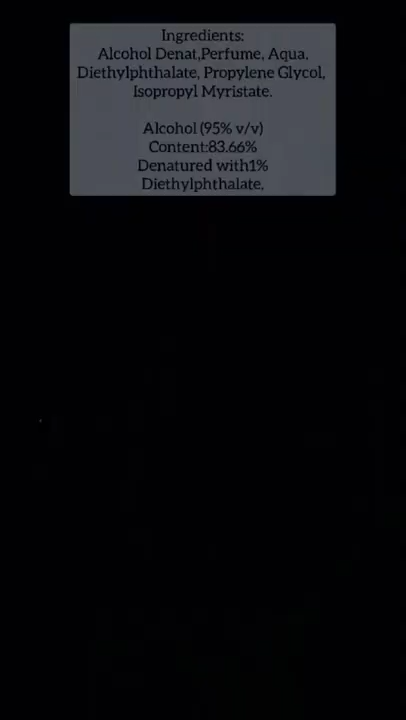 Ingredients:
Alcohol Denat,Perfume, Aqua,
Diethylphthalate, Propylene Glycol,
Isopropyl Myristate.
Alcohol (95% v/v)
Content:83.66%
Denatured with1%
Diethylphthalate,